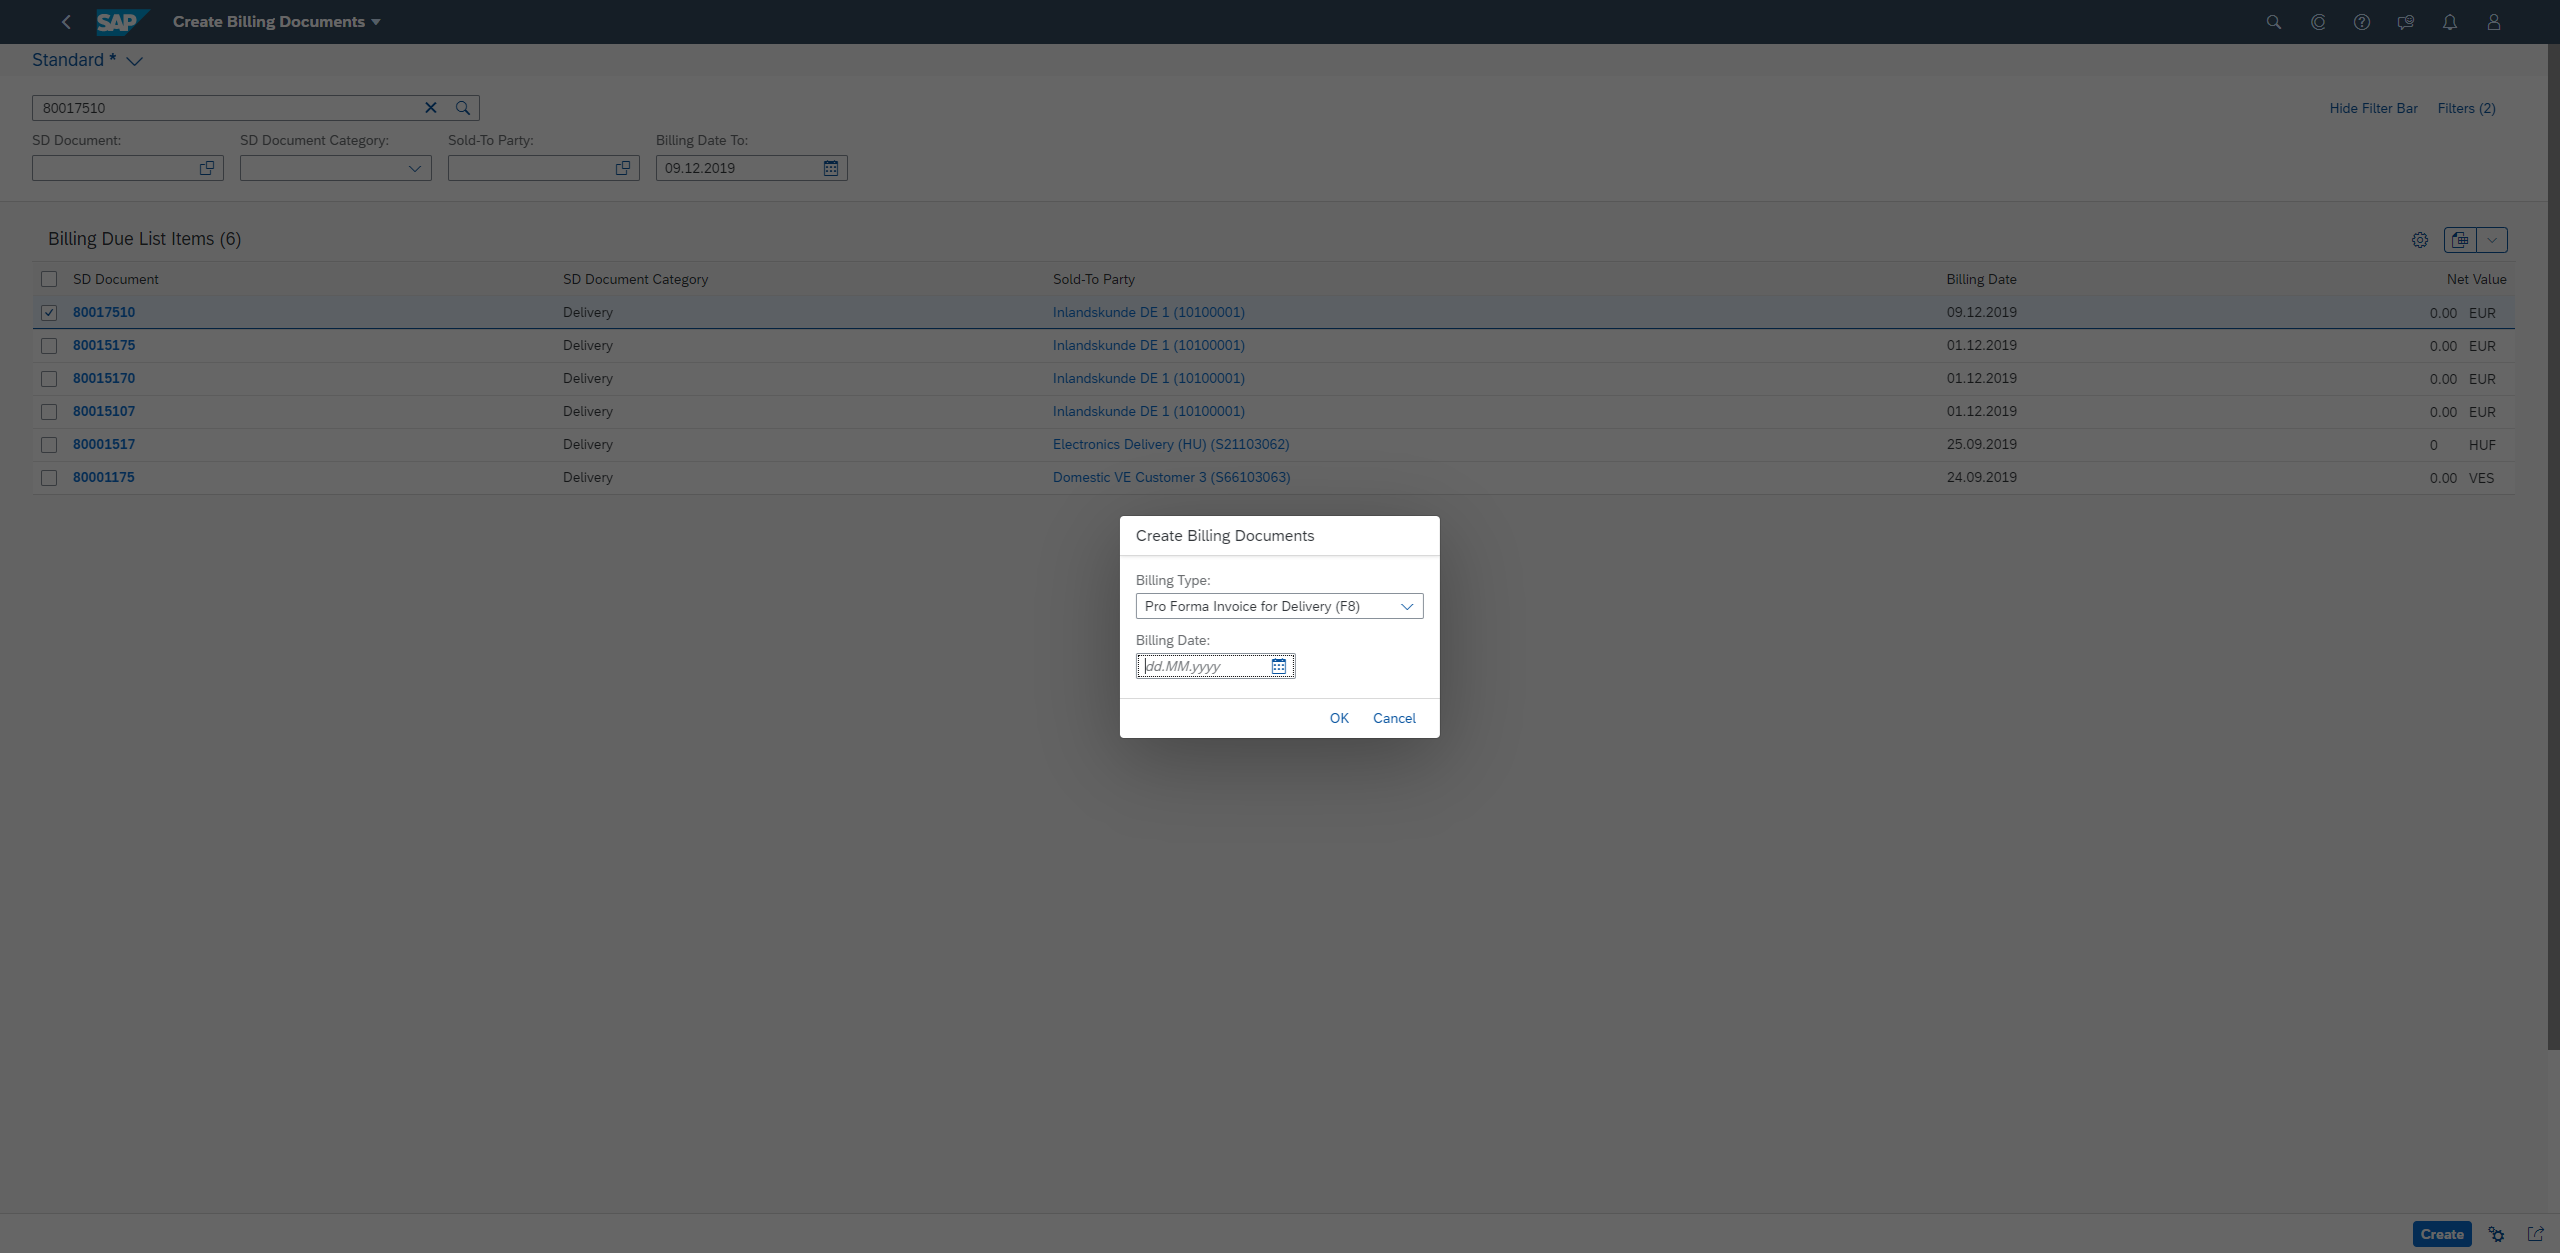 SAP Create Billing Documents
Standard *
80017510
Hide Filter Bar Filters (2)
SD Document: SD Document Category: Sold-To Party: Billing Date To:
09.12.2019
Billing Due List Items (6)
SD Document SD Document Category Sold-To Party Billing Date Net Value
80017510 Delivery Inlandskunde DE 1 (10100001) 09.12.2019 0.00 EUR
80015175 Delivery Inlandskunde DE 1 (10100001) 01.12.2019 0.00 EUR
80015170 Delivery Inlandskunde DE 1 (10100001) 01.12.2019 0.00 EUR
80015107 Delivery Inlandskunde DE 1 (10100001) 01.12.2019 0.00 EUR
80001517 Delivery Electronics Delivery (HU) (S21103062) 25.09.2019 0 HUF
80001175 Delivery Domestic VE Customer 3 (S66103063) 24.09.2019 0.00 VES
Create Billing Documents
Billing Type:
Pro Forma Invoice for Delivery (F8)
Billing Date:
dd.MM.yyyy
OK Cancel
Create